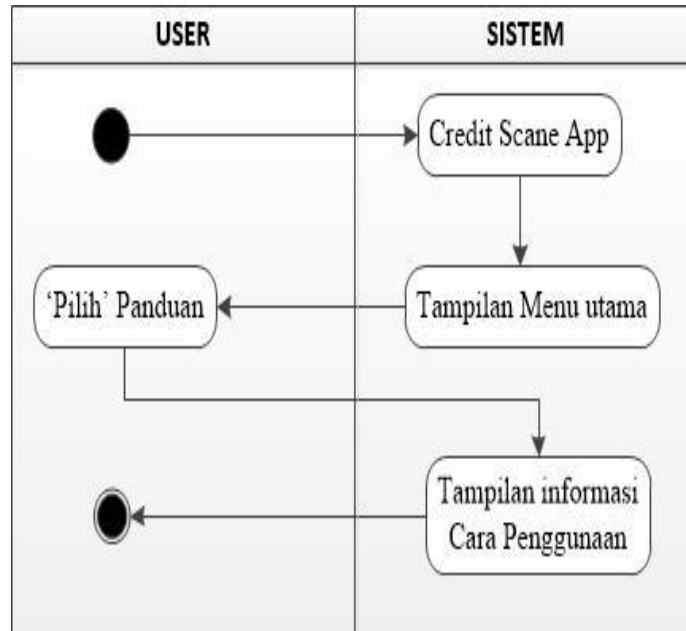 USER
SISTEM
Credit Scane App
‘Pilih’ Panduan
Tampilan Menu utama
Tampilan informasi
Cara Penggunaan